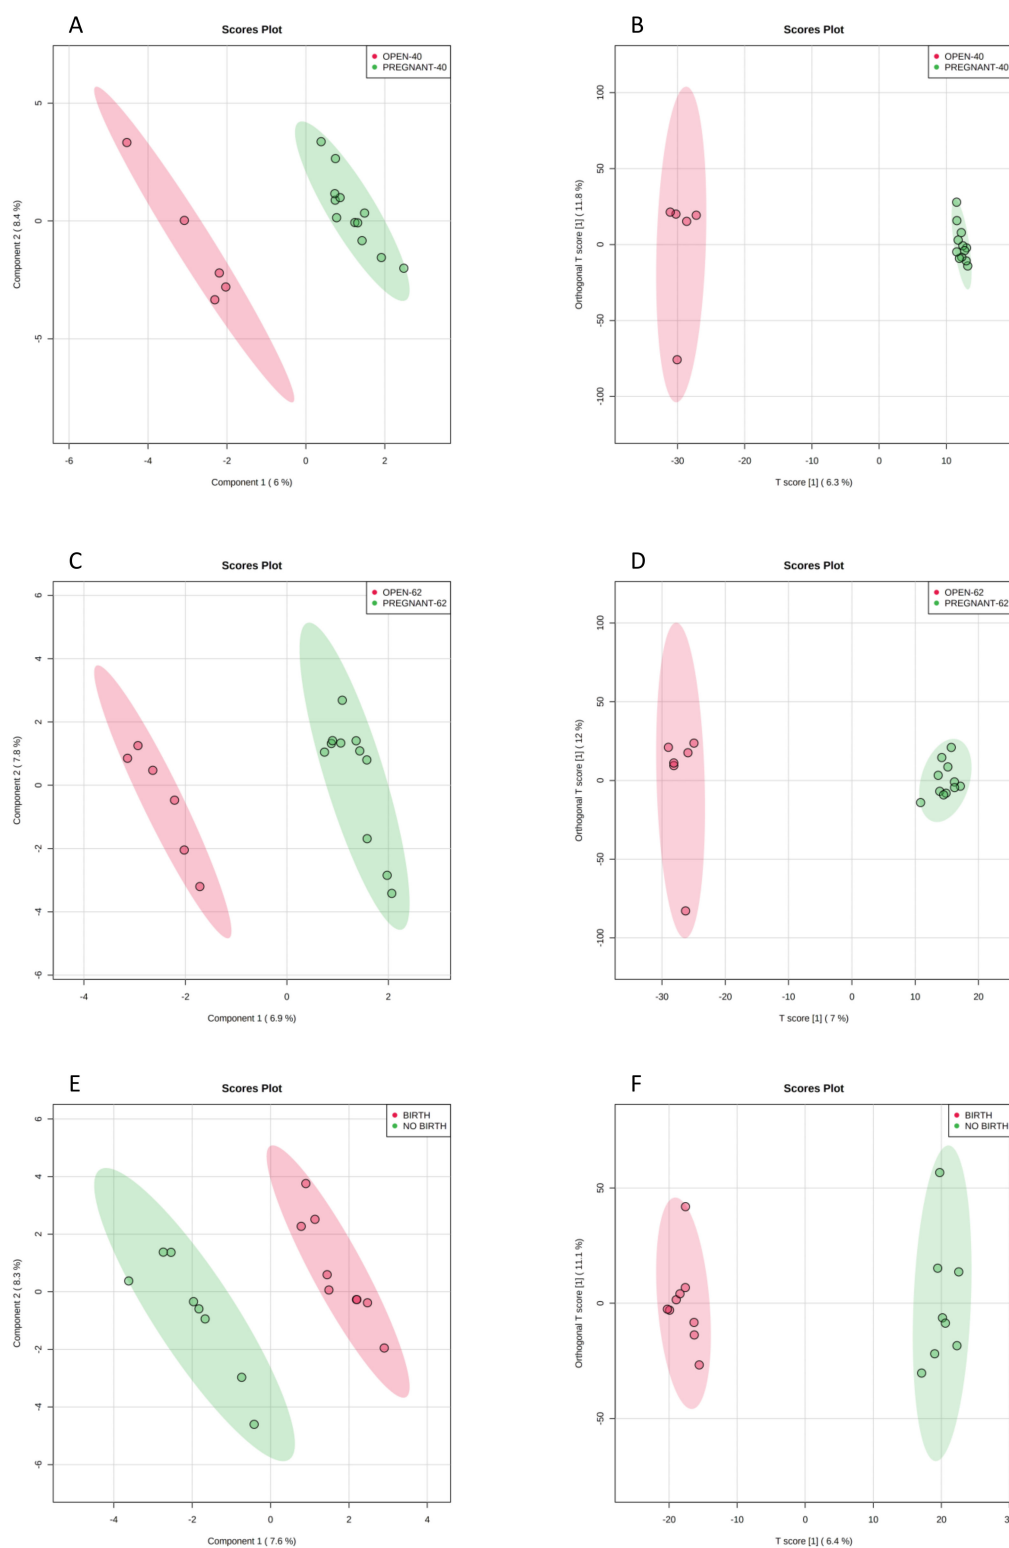 A
Scores Plot
OPEN-40
PREGNANT-40
5
0
-5
Component 2 ( 8.4 %)
-6
-4
-2
0
2
Component 1 ( 6 %)
B
Scores Plot
OPEN-40
PREGNANT-40
100
50
0
-50
-100
Orthogonal T score [1] ( 11.8 %)
-30
-20
-10
0
10
T score [1] ( 6.3 %)
C
Scores Plot
OPEN-62
PREGNANT-62
6
4
2
0
-2
-4
-6
Component 2 ( 7.8 %)
-4
-2
0
2
Component 1 ( 6.9 %)
D
Scores Plot
OPEN-62
PREGNANT-62
100
50
0
-50
-100
Orthogonal T score [1] ( 12 %)
-30
-20
-10
0
10
20
T score [1] ( 7 %)
E
Scores Plot
BIRTH
NO BIRTH
6
4
2
0
-2
-4
-6
Component 2 ( 8.3 %)
-4
-2
0
2
4
Component 1 ( 7.6 %)
F
Scores Plot
BIRTH
NO BIRTH
50
0
-50
Orthogonal T score [1] ( 11.1 %)
-20
-10
0
10
20
T score [1] ( 6.4 %)